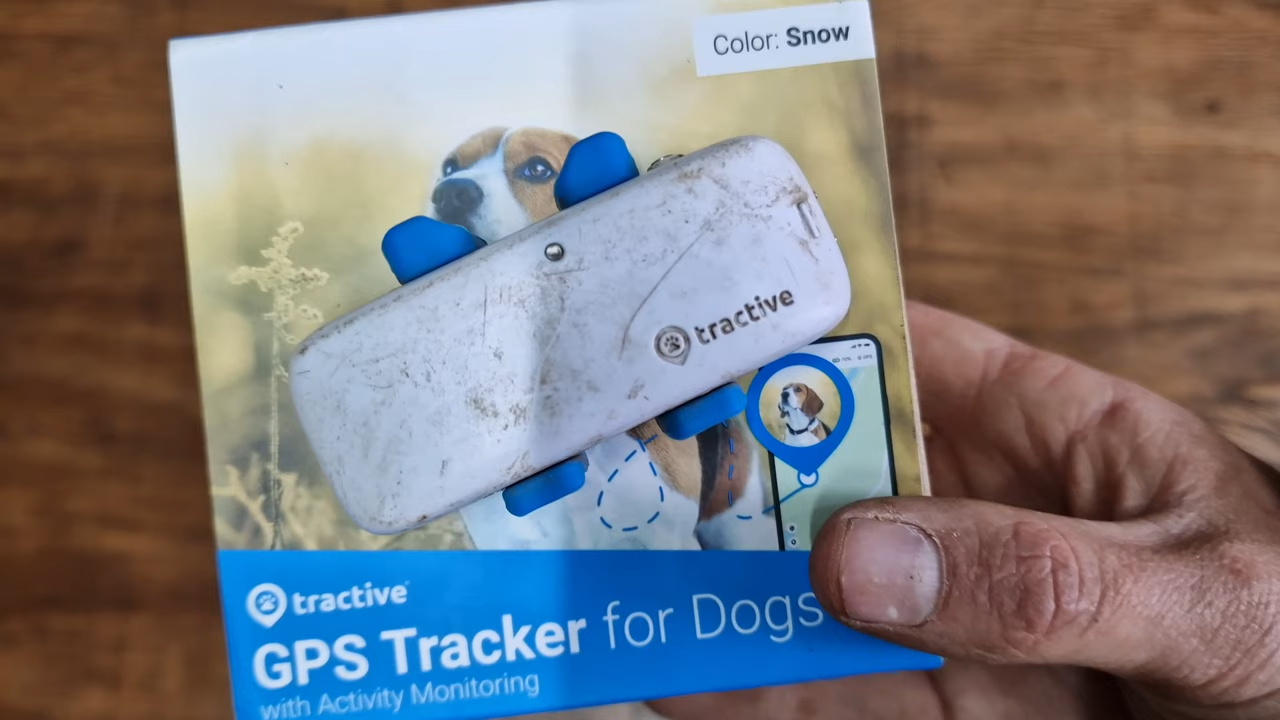 Color: Snow
tractive
tractive
GPS Tracker for Dogs
with Activity Monitoring